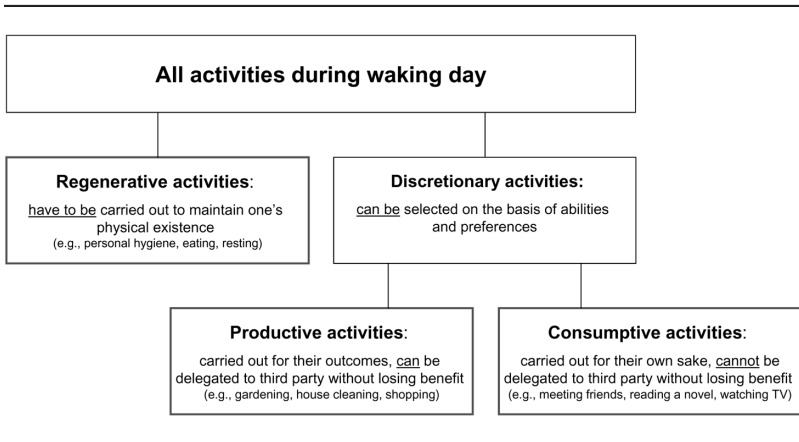 All activities during waking day
Regenerative activities:
have to be carried out to maintain one's
physical existence
(e.g., personal hygiene, eating, resting)
Discretionary activities:
can be selected on the basis of abilities
and preferences
Productive activities:
carried out for their outcomes, can be
delegated to third party without losing benefit
(e.g., gardening, house cleaning, shopping)
Consumptive activities:
carried out for their own sake, cannot be
delegated to third party without losing benefit
(e.g., meeting friends, reading a novel, watching TV)